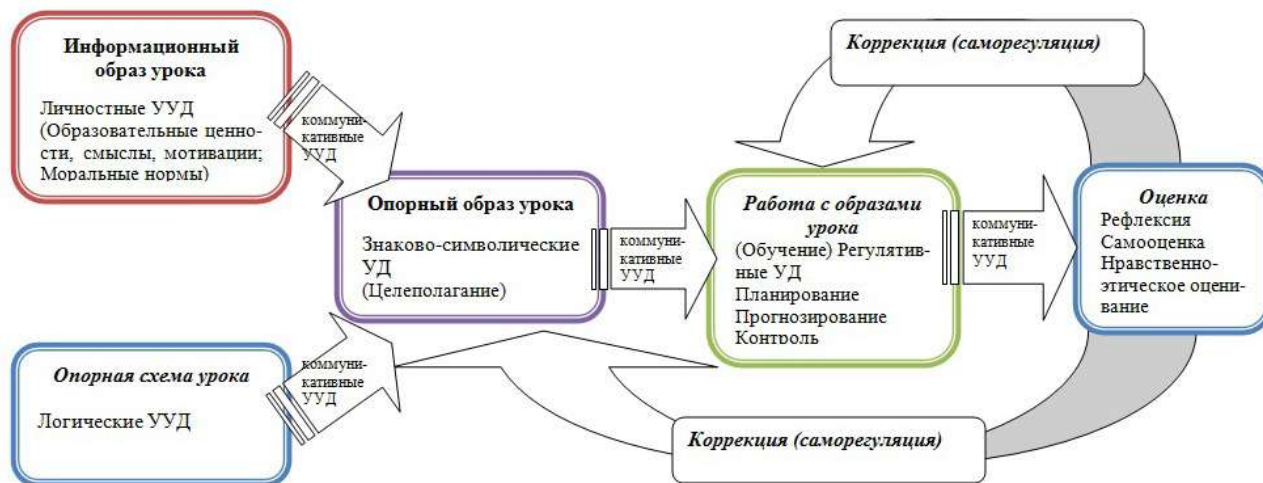 Информационный
образ урока
Личностные УУД
(Образовательные ценно-
сти, смыслы, мотивации;
Моральные нормы)
коммуни-
кативные
УУД
Опорная схема урока
Логические УУД
коммуни-
кативные
УУД
Опорный образ урока
Знаково-символические
УД
(Целеполагание)
коммуни-
кативные
УУД
Коррекция (саморегуляция)
Работа с образами
урока
(Обучение) Регулятив-
ные УД
Планирование
Прогнозирование
Контроль
коммуни-
кативные
УУД
Оценка
Рефлексия
Самооценка
Нравственно-
этическое оцени-
вание
Коррекция (саморегуляция)